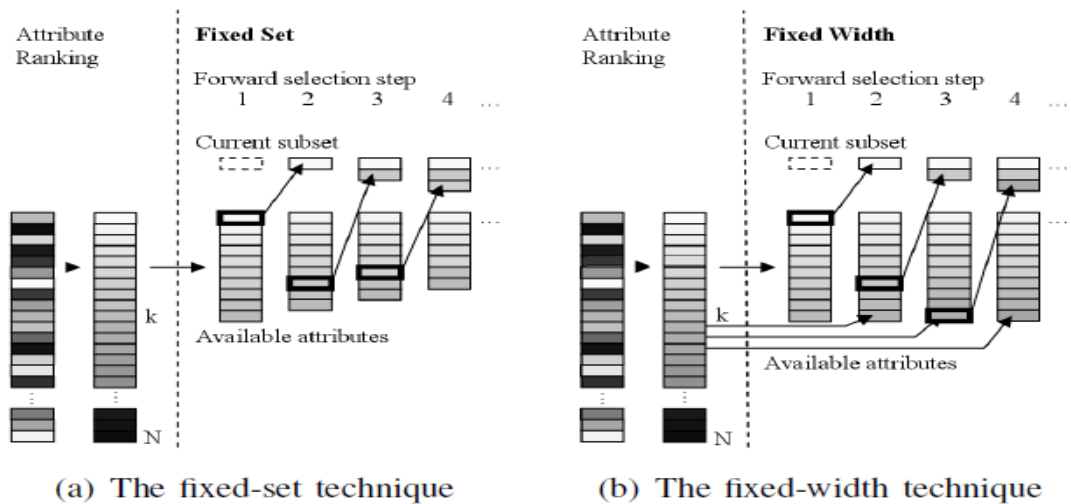 Attribute
Ranking
Fixed Set
Forward selection step
1 2 3 4 ...
Current subset
...
...
k
Available attributes
N
(a) The fixed-set technique
Attribute
Ranking
Fixed Width
Forward selection step
1 2 3 4 ...
Current subset
...
...
k
Available attributes
N
(b) The fixed-width technique